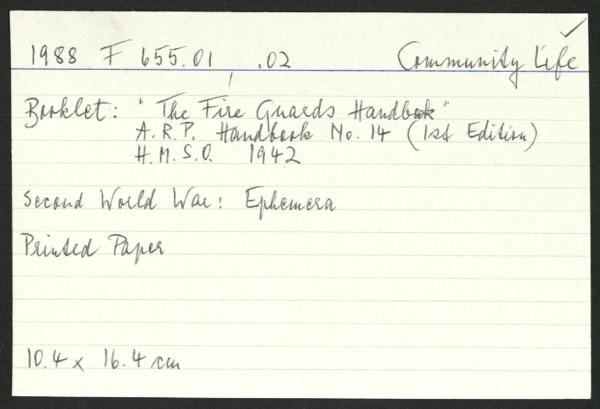 1988 F 655.01, .02 Community Life
Booklet: "The Fire Guards Handbook"
A.R.P. Handbook No. 14 (1st Edition)
H.M.S.O. 1942
Second World War: Ephemera
Printed Paper
10.4 x 16.4 cm